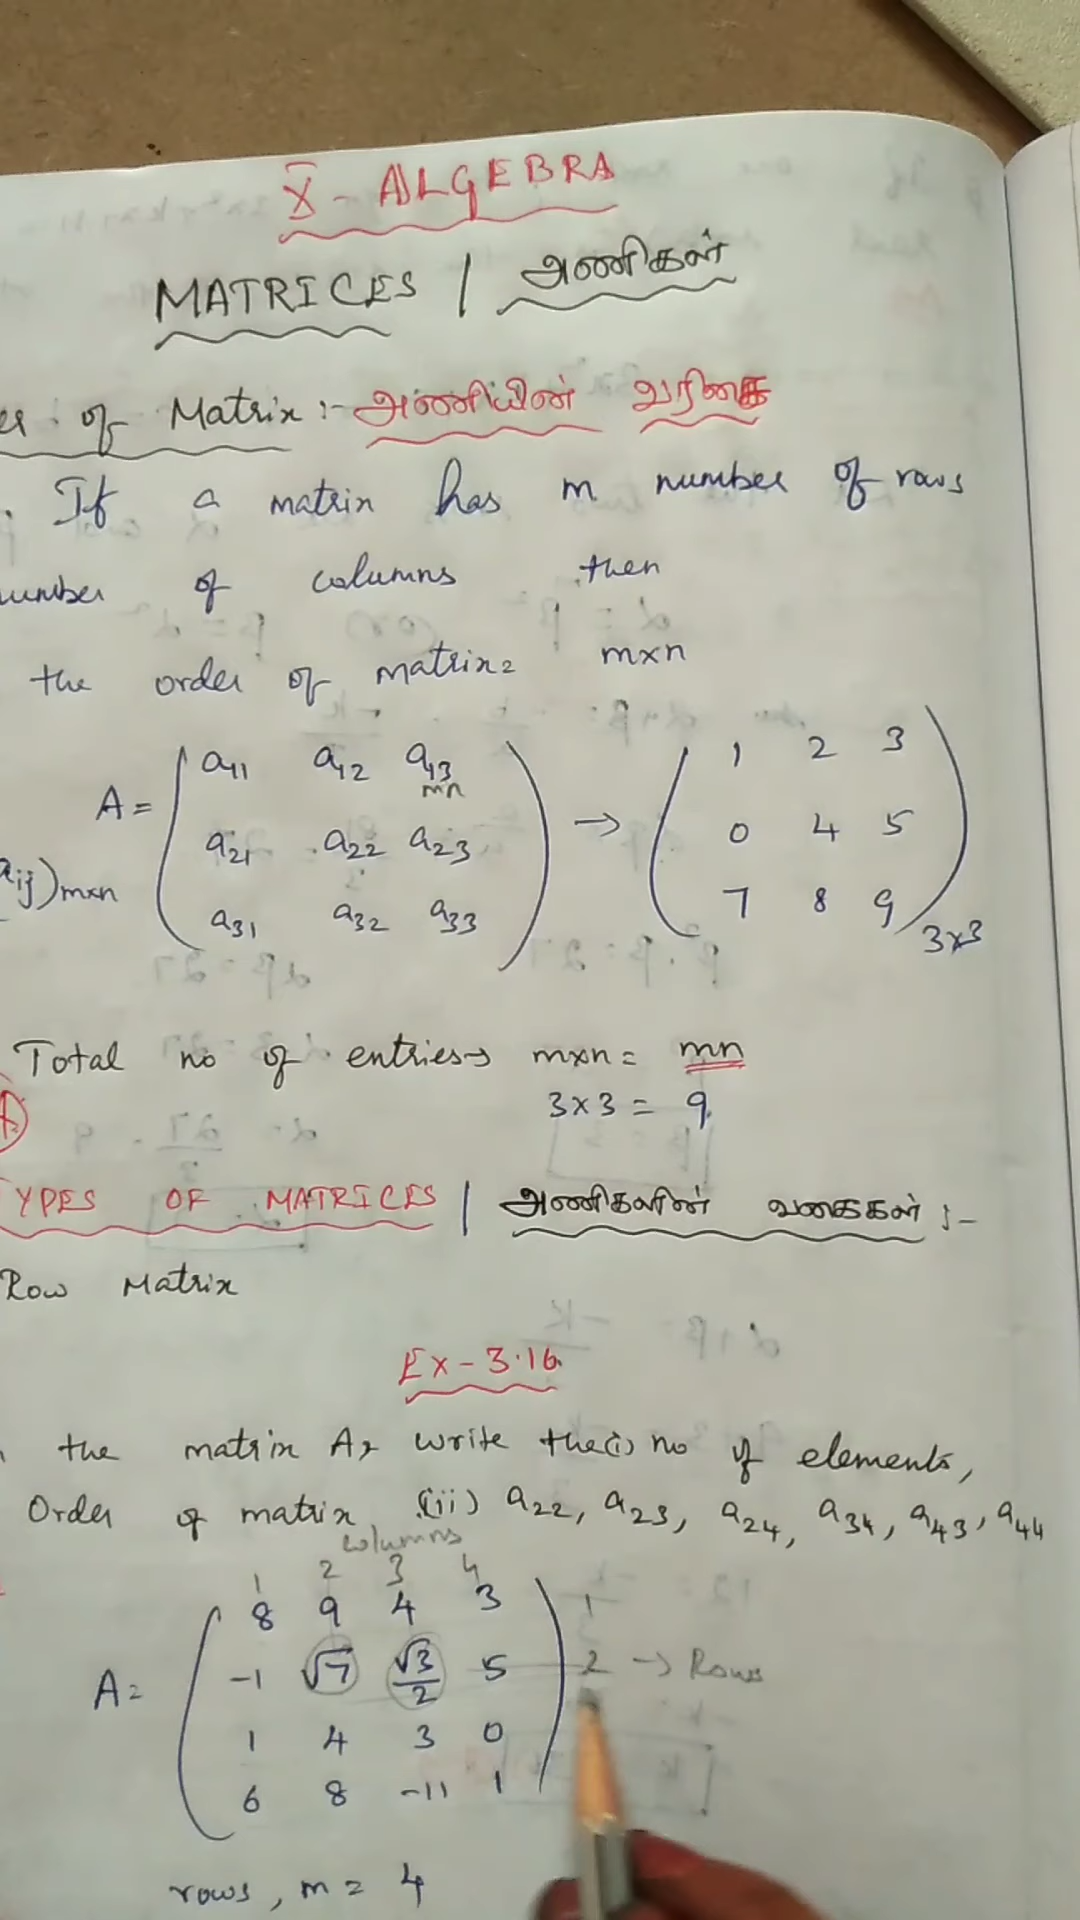 X - ALGEBRA
MATRICES / அணிகள்
of Matrix :- அணியின் வரிசை
. If a matrix has m number of rows
number of columns then
the order of matrix = m×n
A = ( a11 a12 a13 → ( 1 2 3
mn
a21 a22 a23 0 4 5
ij)m×n
a31 a32 a33 ) 7 8 9 ) 3×3
Total no of entries → m×n = mn
3×3 = 9
YPES OF MATRICES | அணிகளின் வகைகள் :-
Row Matrix
Ex - 3.16
the matrix A, write the (i) no of elements,
Order of matrix (iii) a22, a23, a24, a34, a43, a44
columns
1 2 3 4
8 9 4 3 1
A = -1 √7 √3/2 5 2 → Rows
1 4 3 0
6 8 -11 1
rows, m = 4